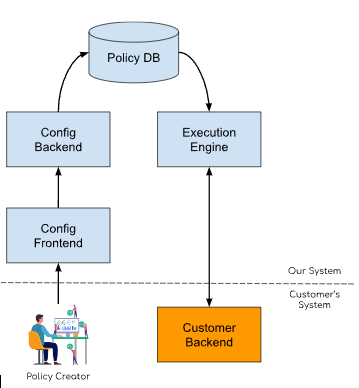 Policy DB
Config
Backend
Execution
Engine
Config
Frontend
Our System
Customer's
System
Customer
Backend
Policy Creator